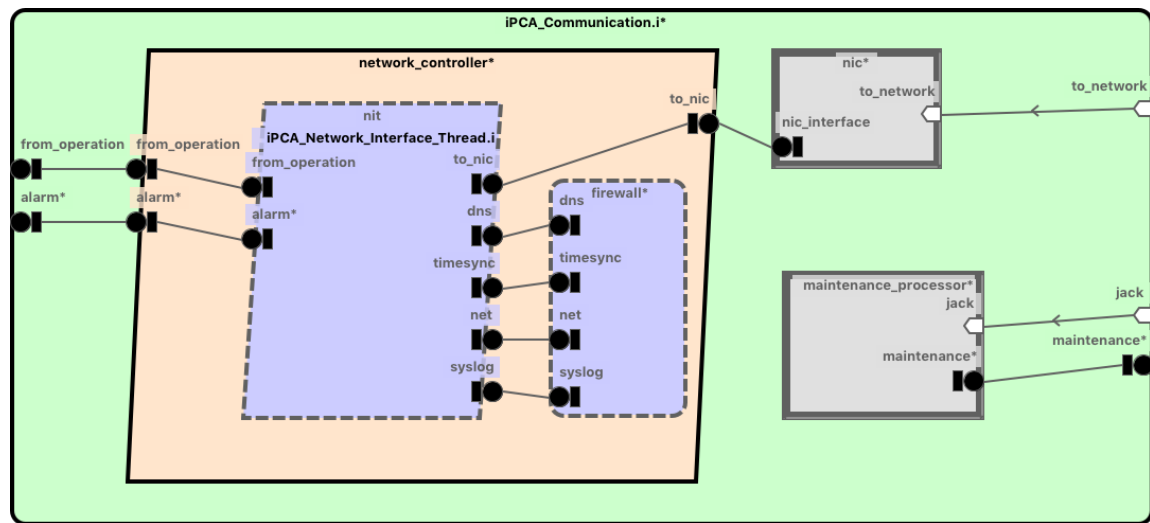 iPCA_Communication.i*
network_controller*
nic*
to_network
to_network
to_nic
nit
nic_interface
iPCA_Network_Interface_Thread.i
from_operation
from_operation
from_operation
to_nic
alarm*
alarm*
alarm*
dns
firewall*
dns
timesync
timesync
net
net
syslog
syslog
maintenance_processor*
jack
jack
maintenance*
maintenance*